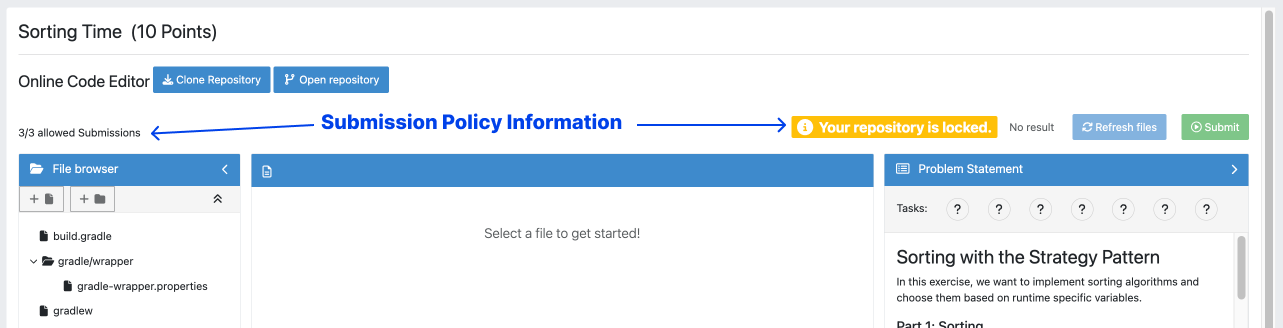 Sorting Time (10 Points)
Online Code Editor Clone Repository Open repository
3/3 allowed Submissions Submission Policy Information Your repository is locked. No result Refresh files Submit
File browser Problem Statement
Tasks: ? ? ? ? ? ? ?
build.gradle
Select a file to get started!
gradle/wrapper
gradle-wrapper.properties
gradlew
Sorting with the Strategy Pattern
In this exercise, we want to implement sorting algorithms and
choose them based on runtime specific variables.
Part 1: Sorting